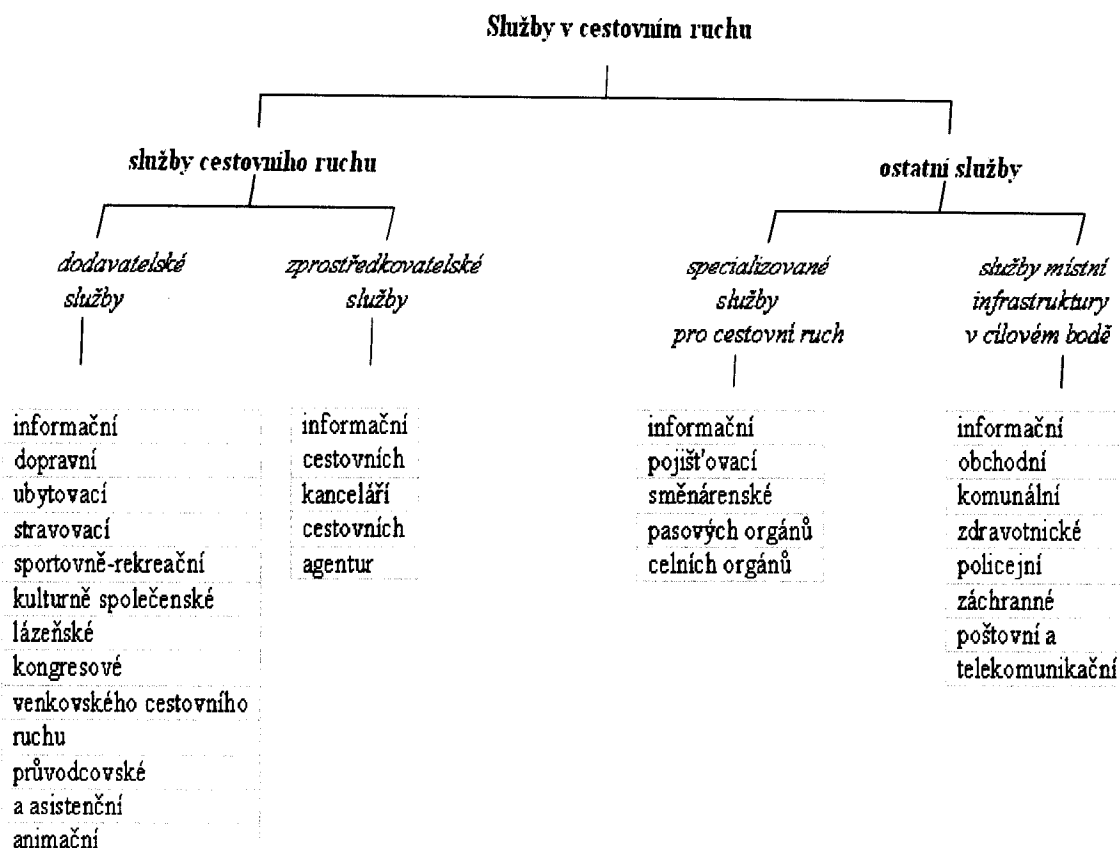 Služby v cestovním ruchu
služby cestovního ruchu
ostatní služby
dodavatelské
služby
zprostředkovatelské
služby
specializované
služby
pro cestovní ruch
služby místní
infrastruktury
v cílovém bodě
informační
dopravní
ubytovací
stravovací
sportovně-rekreační
kulturně společenské
lázeňské
kongresové
venkovského cestovního
ruchu
průvodcovské
a asistenční
animační
informační
cestovních
kanceláří
cestovních
agentur
informační
pojišťovací
směnárenské
pasových orgánů
celních orgánů
informační
obchodní
komunální
zdravotnické
policejní
záchranné
poštovní a
telekomunikační